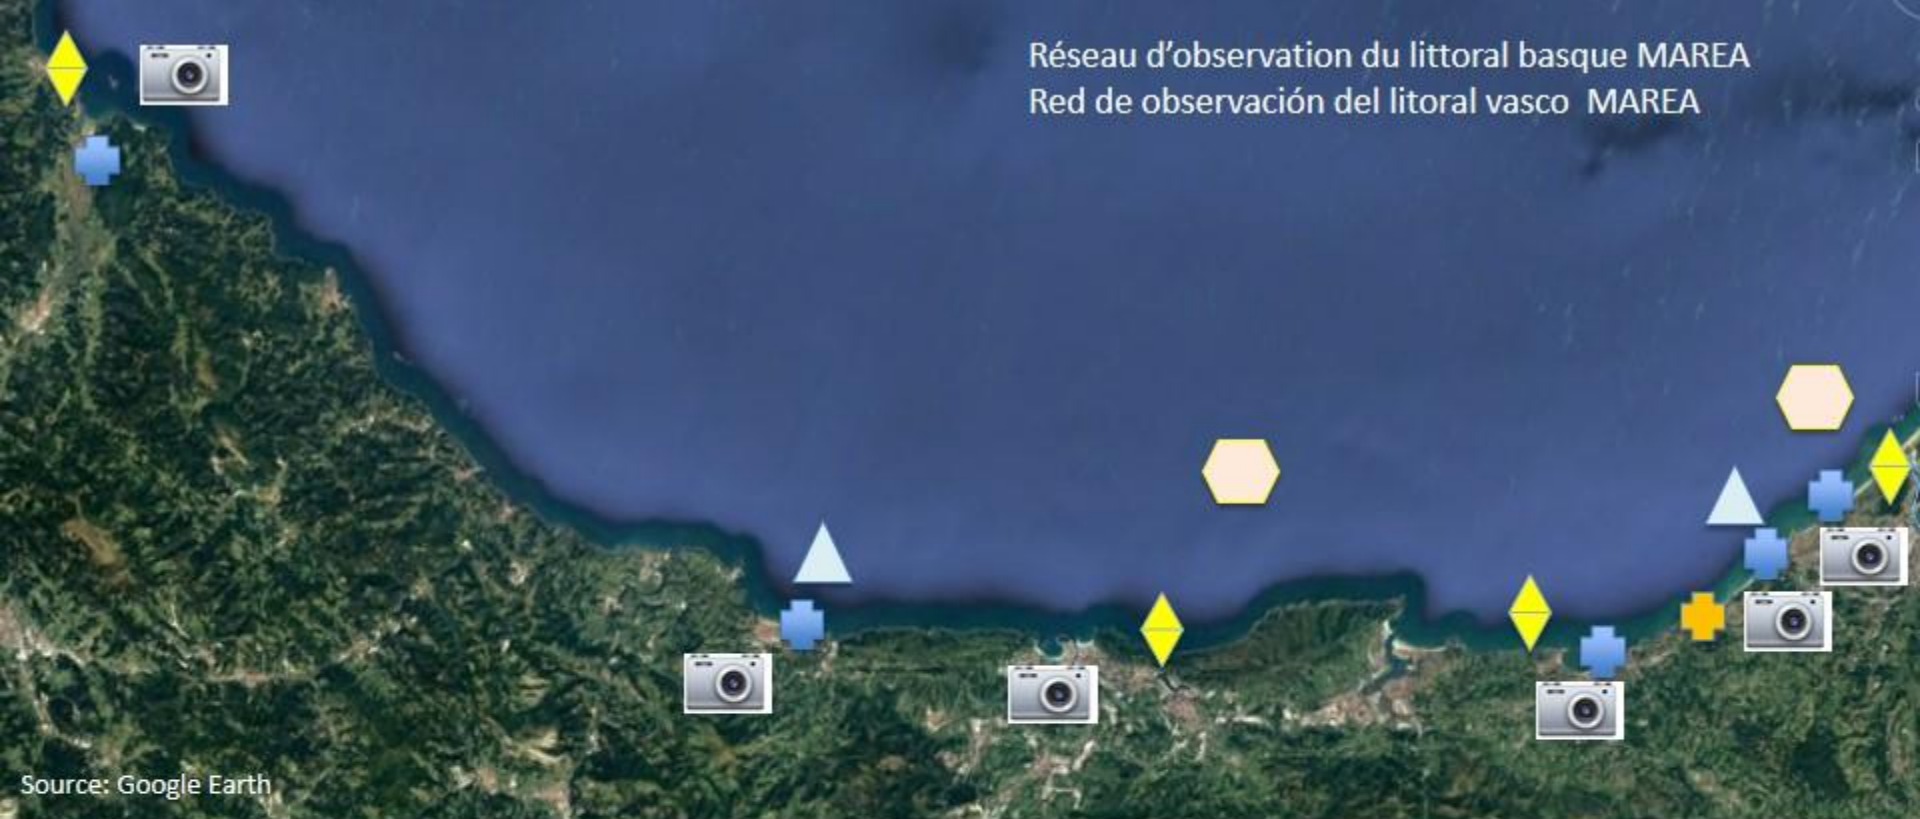 Réseau d'observation du littoral basque MAREA
Red de observación del litoral vasco MAREA
Source: Google Earth